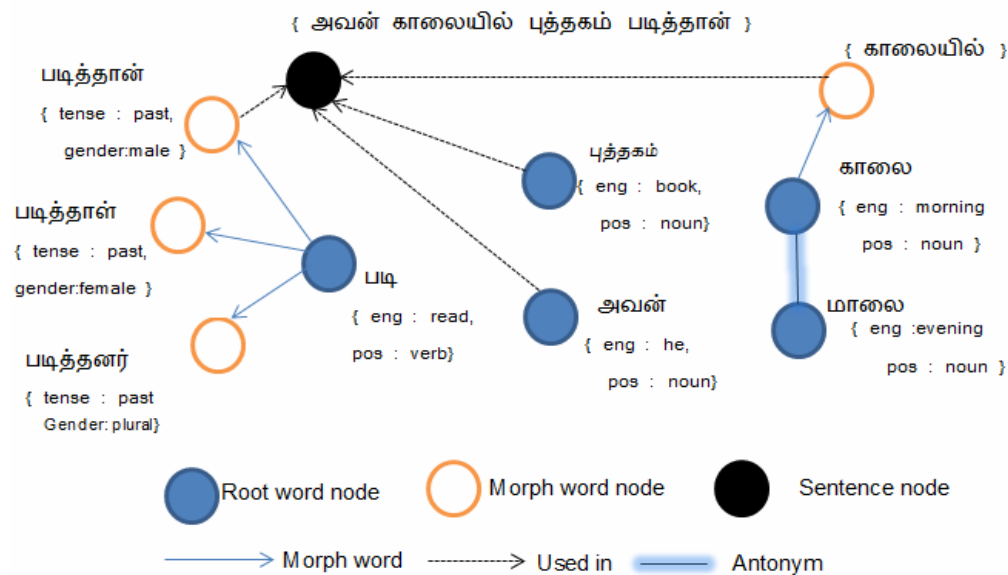 { அவன் காலையில் புத்தகம் படித்தான் }
{ காலையில் }
படித்தான்
{ tense : past,
gender:male }
புத்தகம்
{ eng : book,
pos : noun}
காலை
{ eng : morning
pos : noun }
படித்தாள்
{ tense : past,
gender:female }
படி
{ eng : read,
pos : verb}
அவன்
{ eng : he,
pos : noun}
மாலை
{ eng :evening
pos : noun }
படித்தனர்
{ tense : past
Gender:plural}
Root word node
Morph word node
Sentence node
Morph word
Used in
Antonym